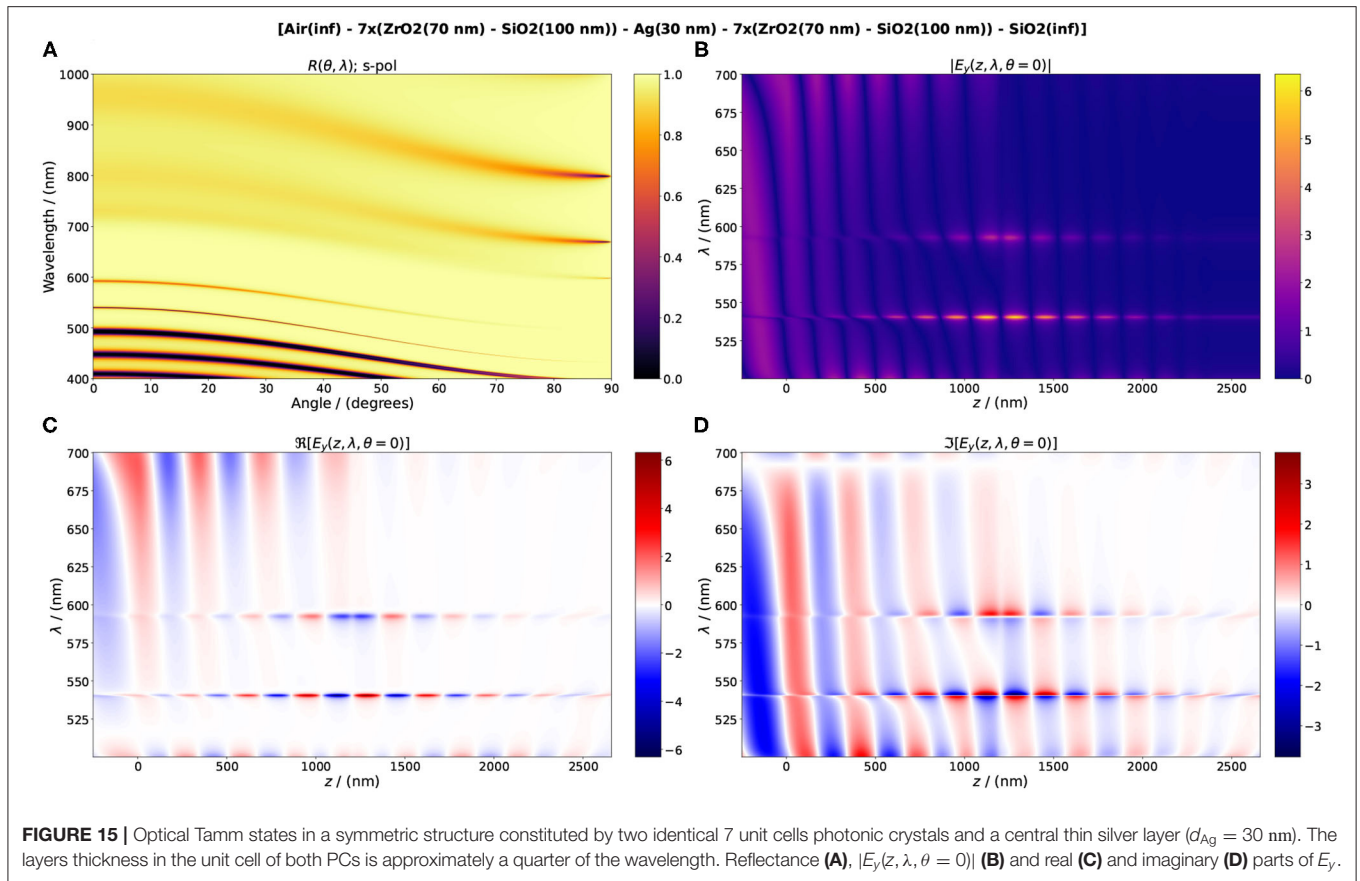 [Air(inf) - 7x(ZrO2(70 nm) - SiO2(100 nm)) - Ag(30 nm) - 7x(ZrO2(70 nm) - SiO2(100 nm)) - SiO2(inf)]
A
R(θ, λ); s-pol
1000
900
800
700
600
500
400
Wavelength / (nm)
0 10 20 30 40 50 60 70 80 90
Angle / (degrees)
1.0
0.8
0.6
0.4
0.2
0.0
B
|E_y(z, λ, θ = 0)|
700
675
650
625
600
575
550
525
λ / (nm)
0 500 1000 1500 2000 2500
z / (nm)
6
5
4
3
2
1
0
C
ℜ[E_y(z, λ, θ = 0)]
700
675
650
625
600
575
550
525
λ / (nm)
0 500 1000 1500 2000 2500
z / (nm)
6
4
2
0
−2
−4
−6
D
ℑ[E_y(z, λ, θ = 0)]
700
675
650
625
600
575
550
525
λ / (nm)
0 500 1000 1500 2000 2500
z / (nm)
3
2
1
0
−1
−2
−3
FIGURE 15 | Optical Tamm states in a symmetric structure constituted by two identical 7 unit cells photonic crystals and a central thin silver layer (d_Ag = 30 nm). The
layers thickness in the unit cell of both PCs is approximately a quarter of the wavelength. Reflectance (A), |E_y(z, λ, θ = 0)| (B) and real (C) and imaginary (D) parts of E_y.